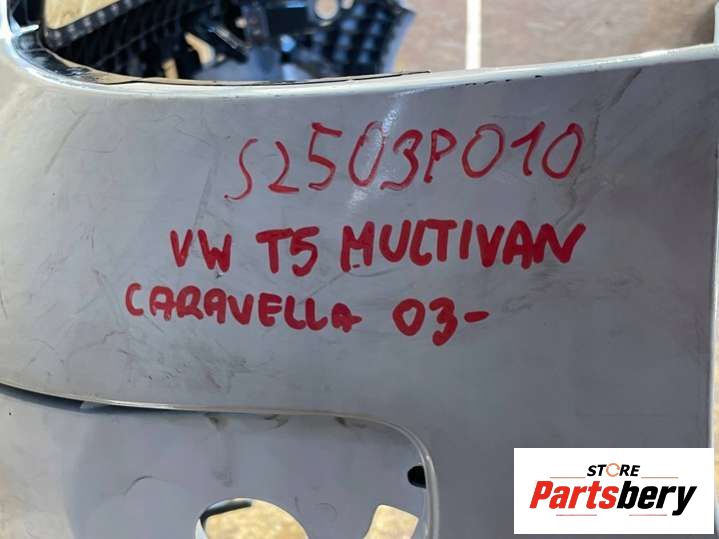 S2503P010
VW T5 MULTIVAN
CARAVELLA 03-
STORE
Partsbery